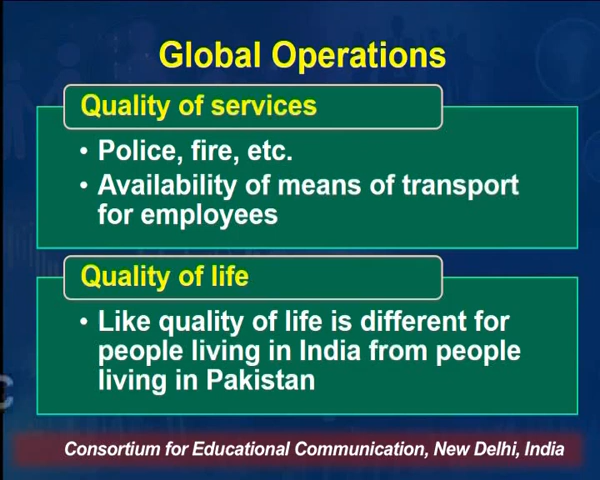 Global Operations
Quality of services
• Police, fire, etc.
• Availability of means of transport
for employees
Quality of life
• Like quality of life is different for
people living in India from people
living in Pakistan
C
Consortium for Educational Communication, New Delhi, India